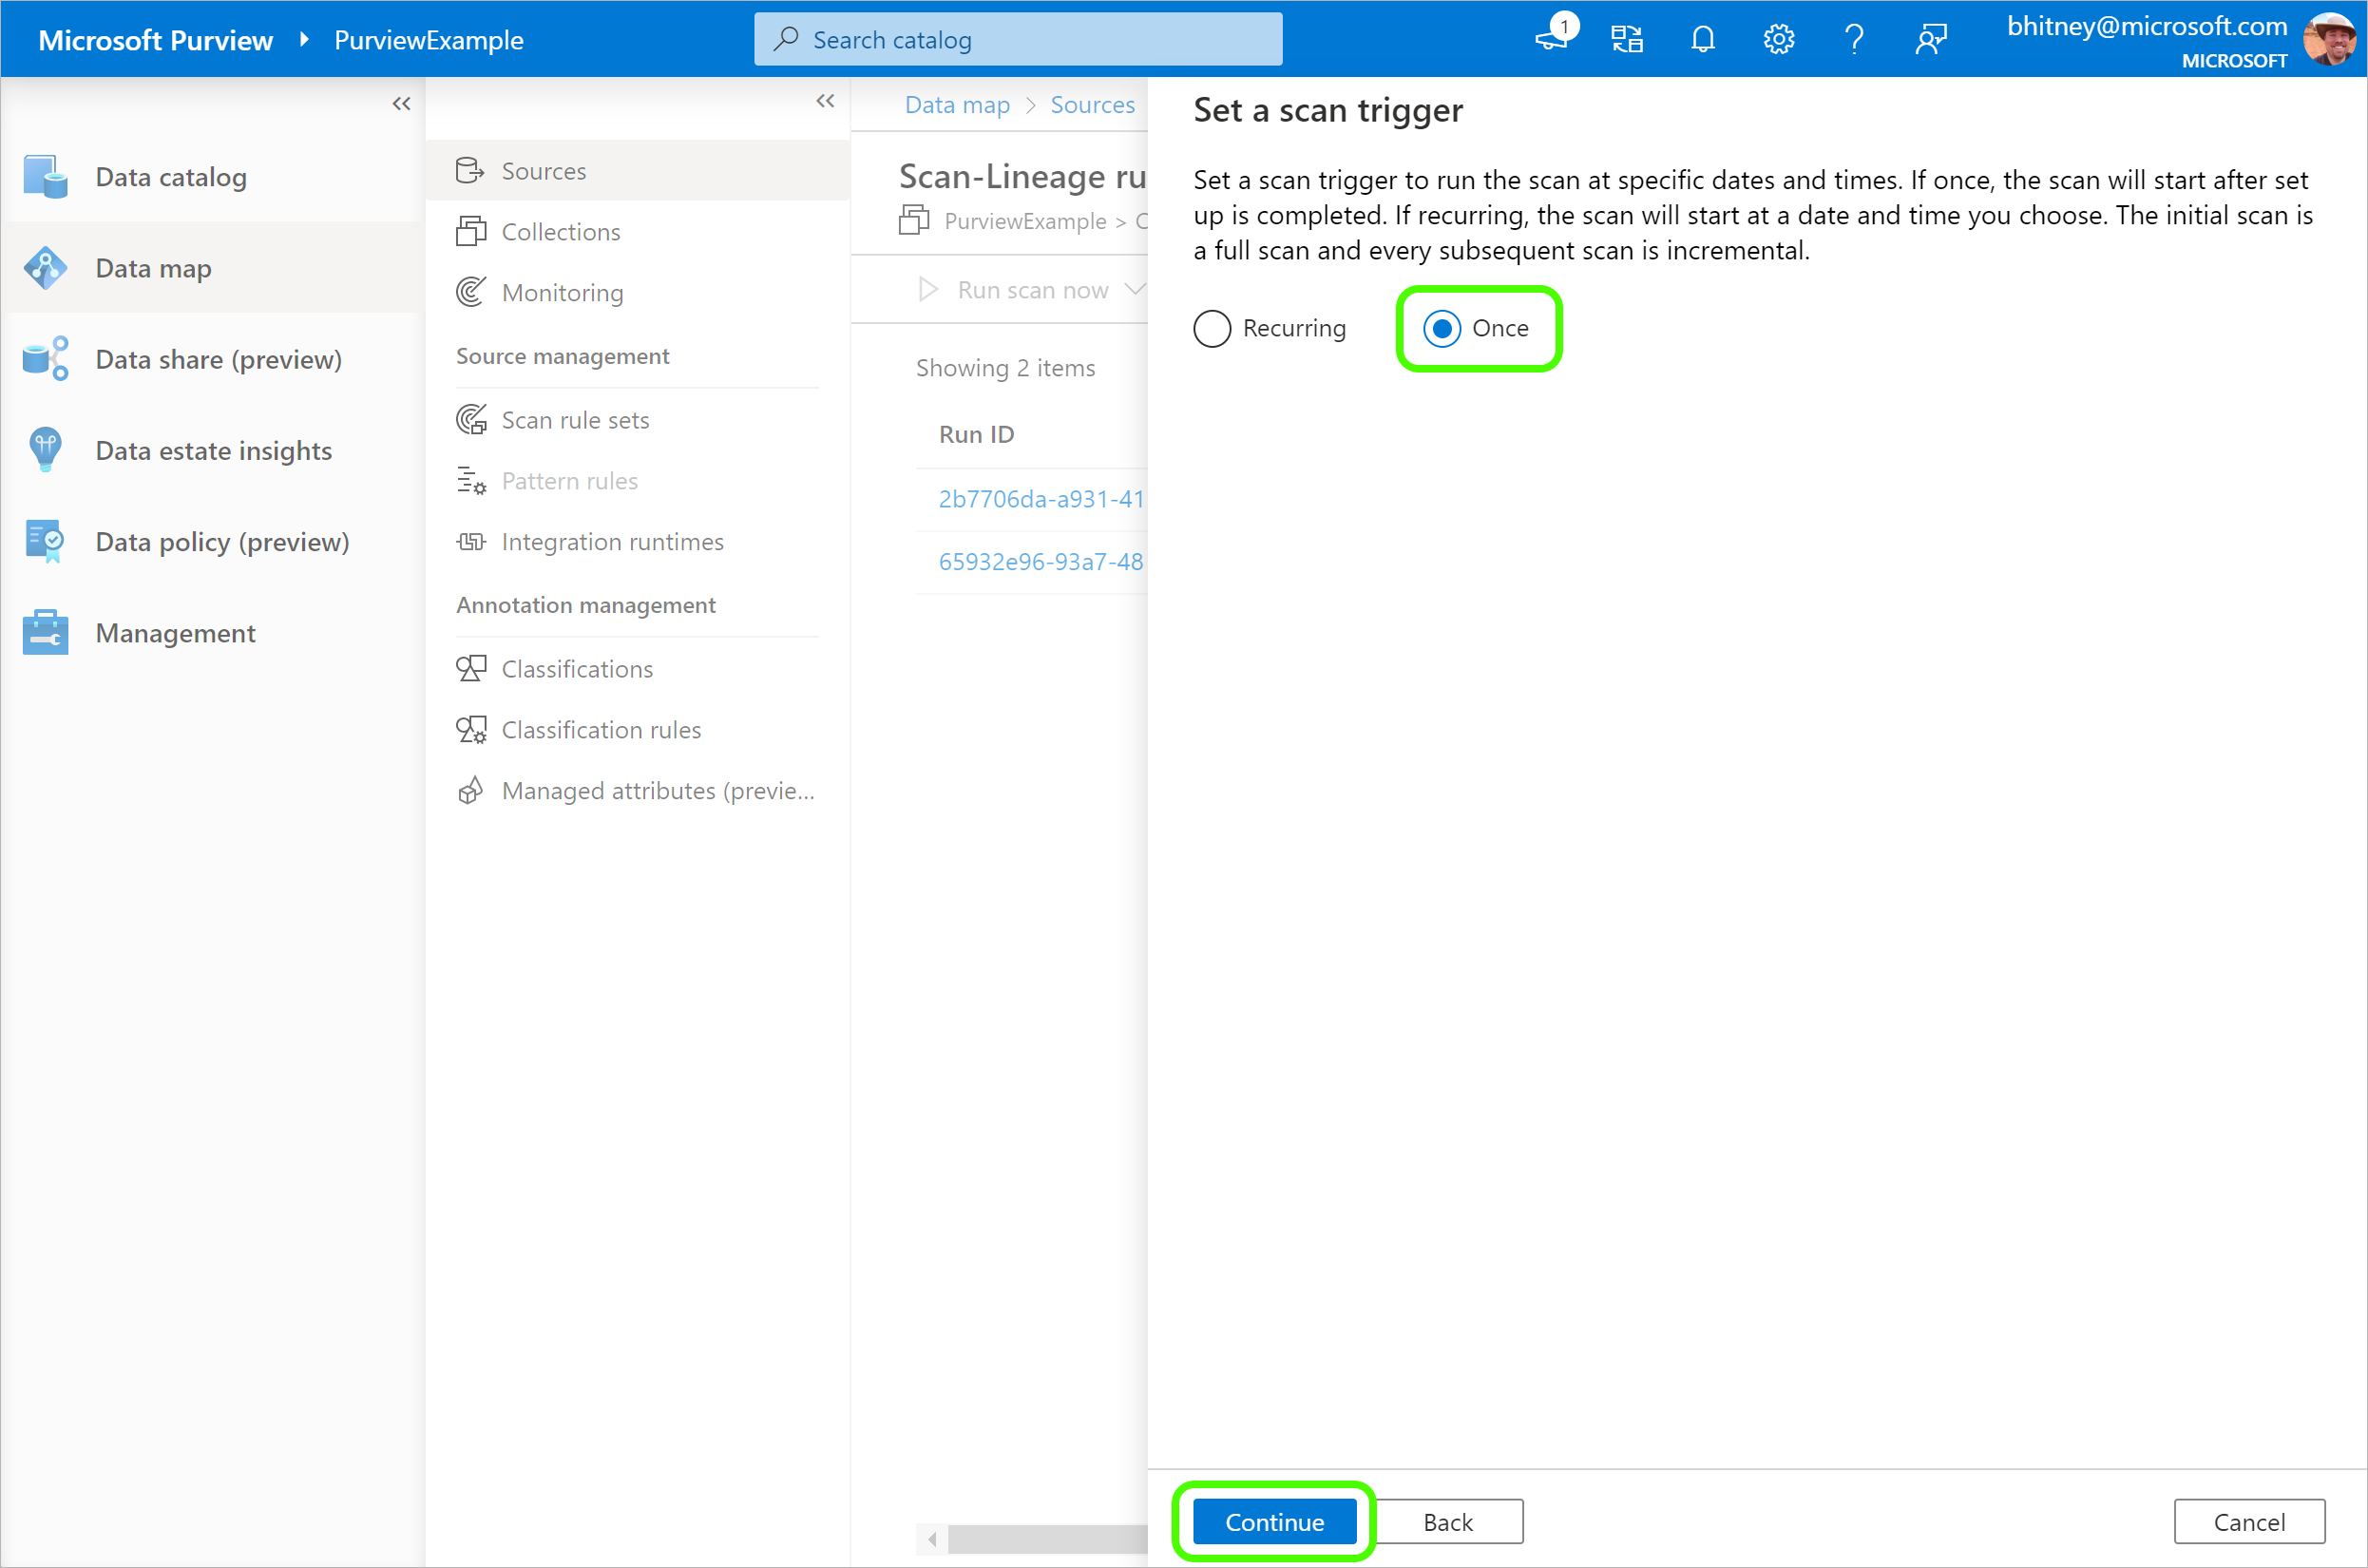 Microsoft Purview PurviewExample
Search catalog
1
bhitney@microsoft.com
MICROSOFT
Data catalog
Data map
Data share (preview)
Data estate insights
Data policy (preview)
Management
Sources
Collections
Monitoring
Source management
Scan rule sets
Pattern rules
Integration runtimes
Annotation management
Classifications
Classification rules
Managed attributes (previe...
Data map > Sources
Scan-Lineage ru
PurviewExample > C
Run scan now
Showing 2 items
Run ID
2b7706da-a931-41
65932e96-93a7-48
Set a scan trigger
Set a scan trigger to run the scan at specific dates and times. If once, the scan will start after set
up is completed. If recurring, the scan will start at a date and time you choose. The initial scan is
a full scan and every subsequent scan is incremental.
Recurring Once
Continue Back Cancel